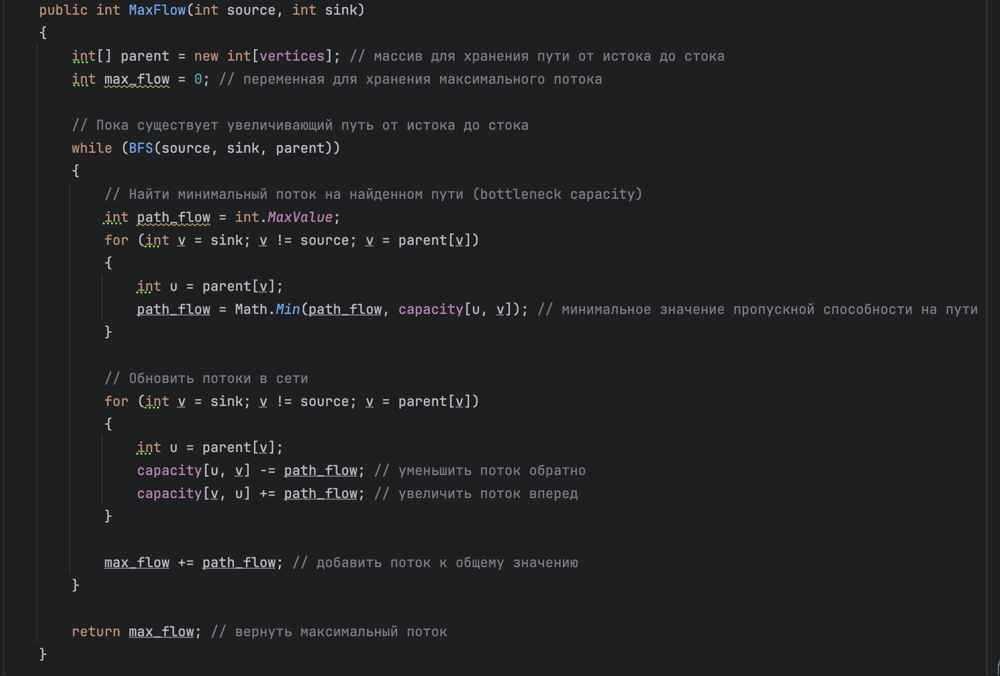 public int MaxFlow(int source, int sink)
{
int[] parent = new int[vertices]; // массив для хранения пути от истока до стока
int max_flow = 0; // переменная для хранения максимального потока
// Пока существует увеличивающий путь от истока до стока
while (BFS(source, sink, parent))
{
// Найти минимальный поток на найденном пути (bottleneck capacity)
int path_flow = int.MaxValue;
for (int v = sink; v != source; v = parent[v])
{
int u = parent[v];
path_flow = Math.Min(path_flow, capacity[u, v]); // минимальное значение пропускной способности на пути
}
// Обновить потоки в сети
for (int v = sink; v != source; v = parent[v])
{
int u = parent[v];
capacity[u, v] -= path_flow; // уменьшить поток обратно
capacity[v, u] += path_flow; // увеличить поток вперед
}
max_flow += path_flow; // добавить поток к общему значению
}
return max_flow; // вернуть максимальный поток
}